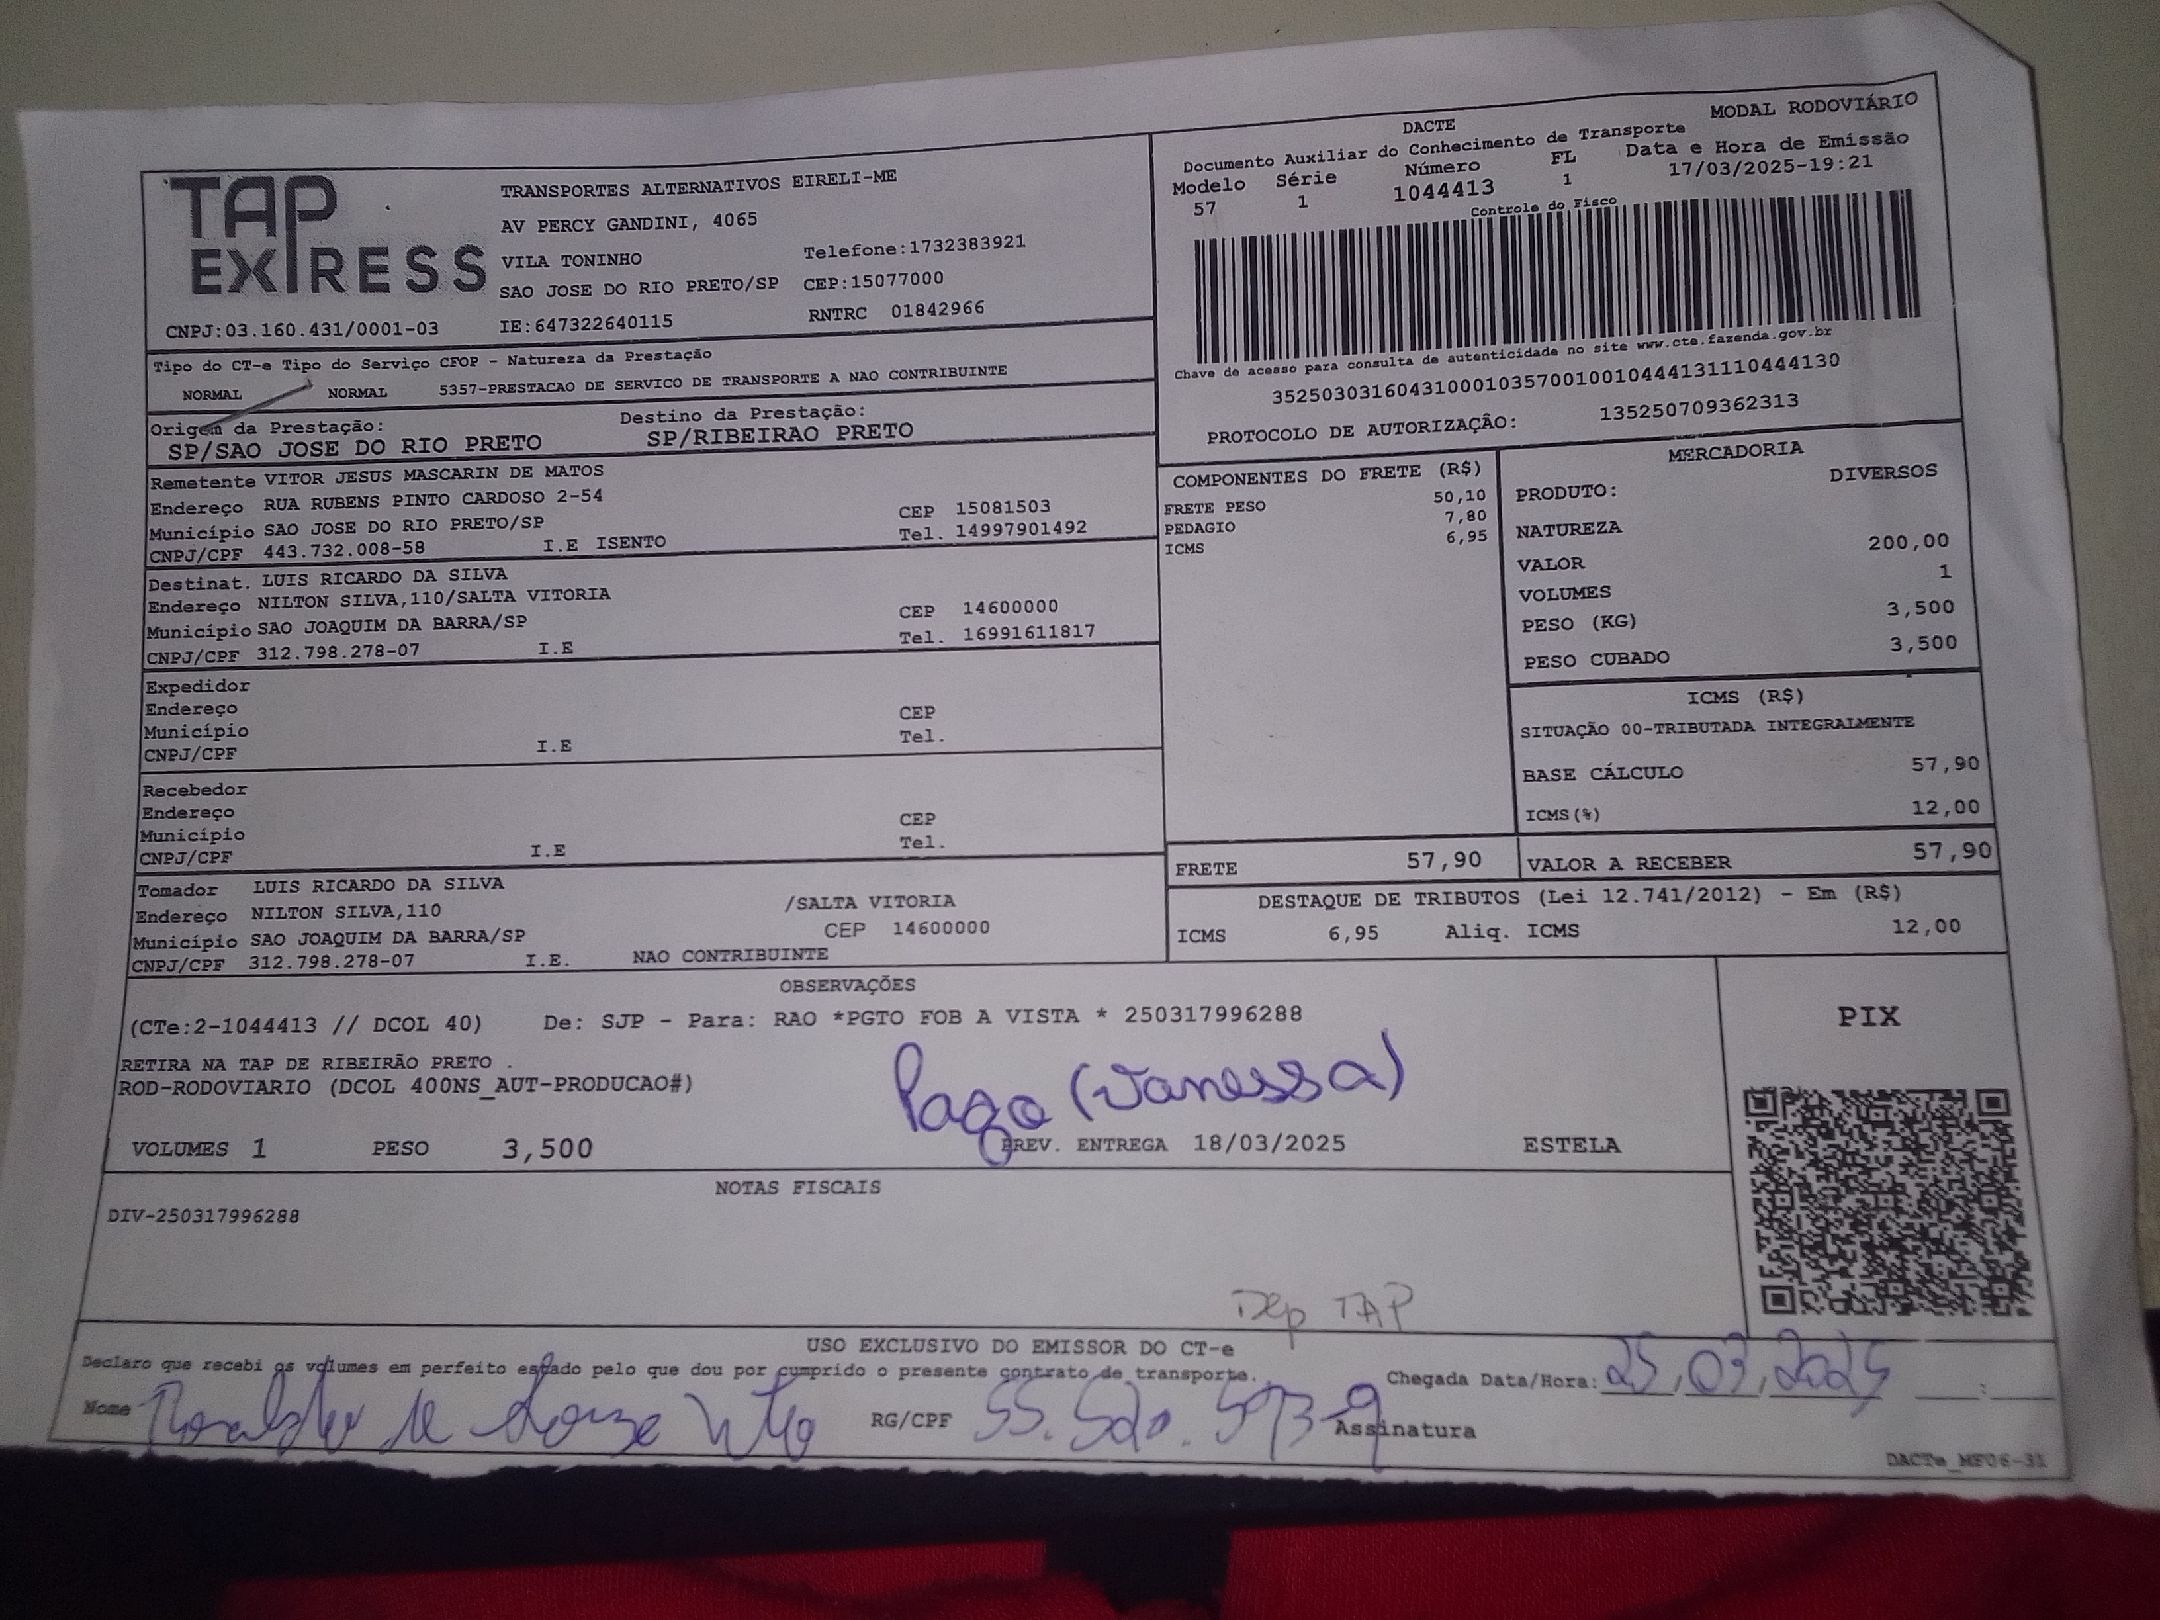 TAP
EXPRESS
TRANSPORTES ALTERNATIVOS EIRELI-ME
AV PERCY GANDINI, 4065
VILA TONINHO Telefone:1732383921
SAO JOSE DO RIO PRETO/SP CEP:15077000
CNPJ:03.160.431/0001-03 IE:647322640115 RNTRC 01842966
DACTE MODAL RODOVIÁRIO
Documento Auxiliar do Conhecimento de Transporte
Modelo Série Número FL Data e Hora de Emissão
57 1 1044413 1 17/03/2025-19:21
Controle do Fisco
Chave de acesso para consulta de autenticidade no site www.cte.fazenda.gov.br
35250303160431000103570010010444131110444130
PROTOCOLO DE AUTORIZAÇÃO: 135250709362313
Tipo do CT-e Tipo do Serviço CFOP - Natureza da Prestação
NORMAL NORMAL 5357-PRESTACAO DE SERVICO DE TRANSPORTE A NAO CONTRIBUINTE
Origem da Prestação: Destino da Prestação:
SP/SAO JOSE DO RIO PRETO SP/RIBEIRAO PRETO
Remetente VITOR JESUS MASCARIN DE MATOS
Endereço RUA RUBENS PINTO CARDOSO 2-54 CEP 15081503
Município SAO JOSE DO RIO PRETO/SP Tel. 14997901492
CNPJ/CPF 443.732.008-58 I.E ISENTO
Destinat. LUIS RICARDO DA SILVA
Endereço NILTON SILVA,110/SALTA VITORIA CEP 14600000
Município SAO JOAQUIM DA BARRA/SP Tel. 16991611817
CNPJ/CPF 312.798.278-07 I.E
Expedidor
Endereço CEP
Município Tel.
CNPJ/CPF I.E
Recebedor
Endereço CEP
Município Tel.
CNPJ/CPF I.E
Tomador LUIS RICARDO DA SILVA
Endereço NILTON SILVA,110 /SALTA VITORIA
Município SAO JOAQUIM DA BARRA/SP CEP 14600000
CNPJ/CPF 312.798.278-07 I.E. NAO CONTRIBUINTE
COMPONENTES DO FRETE (R$)
FRETE PESO 50,10
PEDAGIO 7,80
ICMS 6,95
MERCADORIA
PRODUTO: DIVERSOS
NATUREZA
VALOR 200,00
VOLUMES 1
PESO (KG) 3,500
PESO CUBADO 3,500
ICMS (R$)
SITUAÇÃO 00-TRIBUTADA INTEGRALMENTE
BASE CÁLCULO 57,90
ICMS(%) 12,00
FRETE 57,90 VALOR A RECEBER 57,90
DESTAQUE DE TRIBUTOS (Lei 12.741/2012) - Em (R$)
ICMS 6,95 Aliq. ICMS 12,00
OBSERVAÇÕES
(CTe:2-1044413 // DCOL 40) De: SJP - Para: RAO *PGTO FOB A VISTA * 250317996288
RETIRA NA TAP DE RIBEIRÃO PRETO .
ROD-RODOVIARIO (DCOL 400NS_AUT-PRODUCAO#)
Pago (Vanessa)
VOLUMES 1 PESO 3,500 PREV. ENTREGA 18/03/2025 ESTELA
PIX
NOTAS FISCAIS
DIV-250317996288
Dep TAP
USO EXCLUSIVO DO EMISSOR DO CT-e
Declaro que recebi os volumes em perfeito estado pelo que dou por cumprido o presente contrato de transporte. Chegada Data/Hora: 25,03,2025 :
Nome RG/CPF Assinatura
DACTe_MF06-31